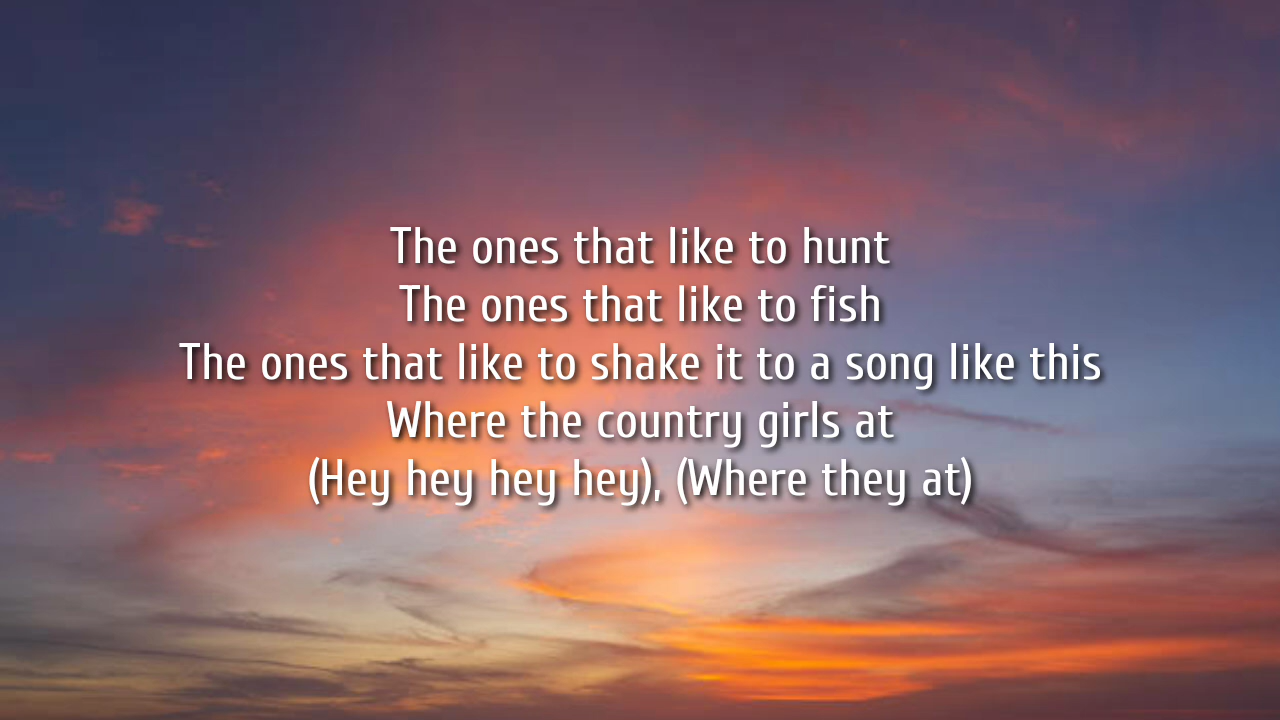 The ones that like to hunt
The ones that like to fish
The ones that like to shake it to a song like this
Where the country girls at
(Hey hey hey hey), (Where they at)